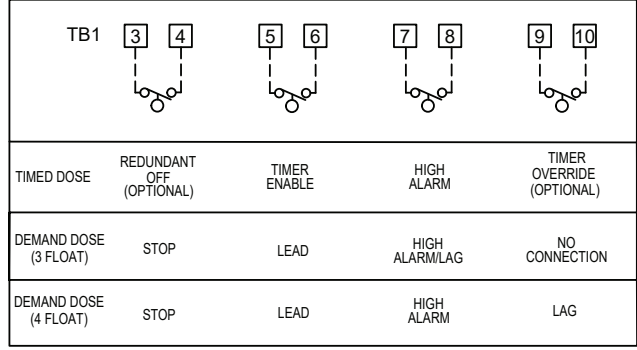 TB1 3 4 5 6 7 8 9 10
TIMED DOSE
REDUNDANT
OFF
(OPTIONAL)
TIMER
ENABLE
HIGH
ALARM
TIMER
OVERRIDE
(OPTIONAL)
DEMAND DOSE
(3 FLOAT)
STOP
LEAD
HIGH
ALARM/LAG
NO
CONNECTION
DEMAND DOSE
(4 FLOAT)
STOP
LEAD
HIGH
ALARM
LAG